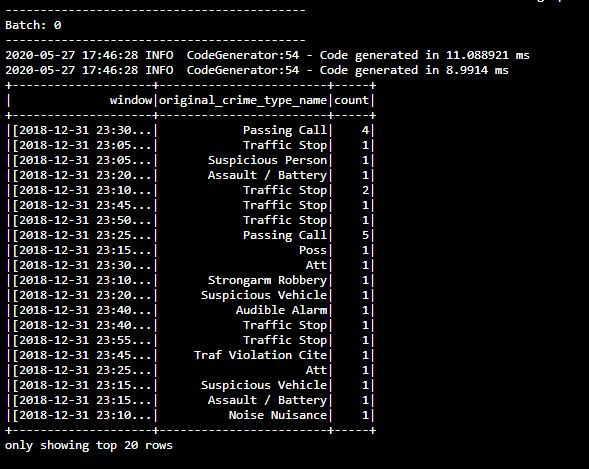 -------------------------------------------
Batch: 0
-------------------------------------------
2020-05-27 17:46:28 INFO  CodeGenerator:54 - Code generated in 11.088921 ms
2020-05-27 17:46:28 INFO  CodeGenerator:54 - Code generated in 8.9914 ms
+--------------------+------------------------+-----+
|              window|original_crime_type_name|count|
+--------------------+------------------------+-----+
|[2018-12-31 23:30...|            Passing Call|    4|
|[2018-12-31 23:05...|            Traffic Stop|    1|
|[2018-12-31 23:05...|       Suspicious Person|    1|
|[2018-12-31 23:20...|       Assault / Battery|    1|
|[2018-12-31 23:10...|            Traffic Stop|    2|
|[2018-12-31 23:45...|            Traffic Stop|    1|
|[2018-12-31 23:50...|            Traffic Stop|    1|
|[2018-12-31 23:25...|            Passing Call|    5|
|[2018-12-31 23:15...|                    Poss|    1|
|[2018-12-31 23:30...|                     Att|    1|
|[2018-12-31 23:10...|       Strongarm Robbery|    1|
|[2018-12-31 23:20...|      Suspicious Vehicle|    1|
|[2018-12-31 23:40...|           Audible Alarm|    1|
|[2018-12-31 23:40...|            Traffic Stop|    1|
|[2018-12-31 23:55...|            Traffic Stop|    1|
|[2018-12-31 23:45...|     Traf Violation Cite|    1|
|[2018-12-31 23:25...|                     Att|    1|
|[2018-12-31 23:15...|      Suspicious Vehicle|    1|
|[2018-12-31 23:15...|       Assault / Battery|    1|
|[2018-12-31 23:10...|          Noise Nuisance|    1|
+--------------------+------------------------+-----+
only showing top 20 rows